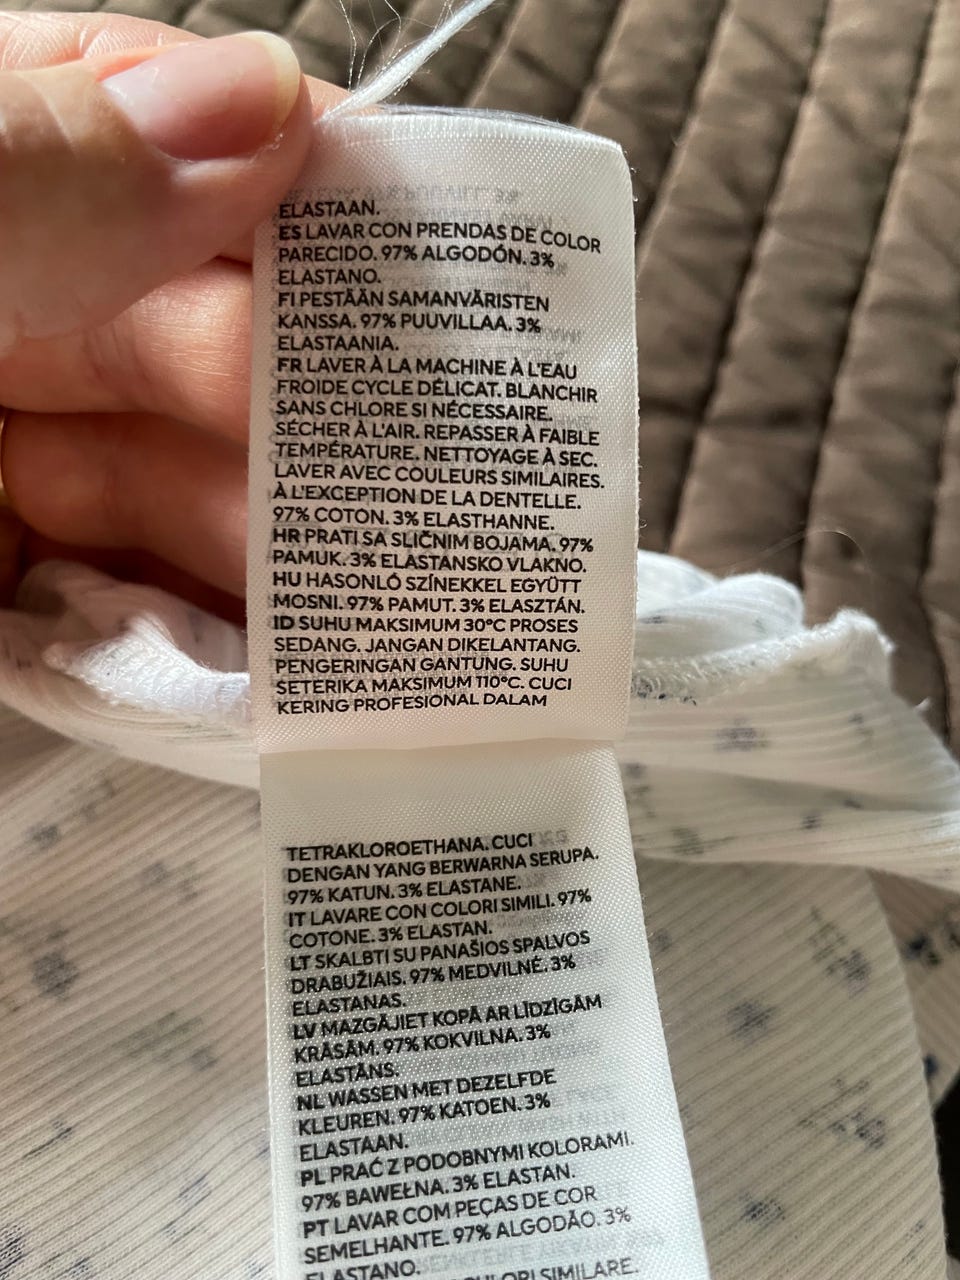 ELASTAAN.
ES LAVAR CON PRENDAS DE COLOR
PARECIDO. 97% ALGODÓN. 3%
ELASTANO.
FI PESTÄÄN SAMANVÄRISTEN
KANSSA. 97% PUUVILLAA. 3%
ELASTAANIA.
FR LAVER À LA MACHINE À L'EAU
FROIDE CYCLE DÉLICAT. BLANCHIR
SANS CHLORE SI NÉCESSAIRE.
SÉCHER À L'AIR. REPASSER À FAIBLE
TEMPÉRATURE. NETTOYAGE À SEC.
LAVER AVEC COULEURS SIMILAIRES.
À L'EXCEPTION DE LA DENTELLE.
97% COTON. 3% ELASTHANNE.
HR PRATI SA SLIČNIM BOJAMA. 97%
PAMUK. 3% ELASTANSKO VLAKNO.
HU HASONLÓ SZÍNEKKEL EGYÜTT
MOSNI. 97% PAMUT. 3% ELASZTÁN.
ID SUHU MAKSIMUM 30°C PROSES
SEDANG. JANGAN DIKELANTANG.
PENGERINGAN GANTUNG. SUHU
SETERIKA MAKSIMUM 110°C. CUCI
KERING PROFESIONAL DALAM
TETRAKLOROETHANA. CUCI
DENGAN YANG BERWARNA SERUPA.
97% KATUN. 3% ELASTANE.
IT LAVARE CON COLORI SIMILI. 97%
COTONE. 3% ELASTAN.
LT SKALBTI SU PANAŠIOS SPALVOS
DRABUŽIAIS. 97% MEDVILNĖ. 3%
ELASTANAS.
LV MAZGĀJIET KOPĀ AR LĪDZĪGĀM
KRĀSĀM. 97% KOKVILNA. 3%
ELASTĀNS.
NL WASSEN MET DEZELFDE
KLEUREN. 97% KATOEN. 3%
ELASTAAN.
PL PRAĆ Z PODOBNYMI KOLORAMI.
97% BAWEŁNA. 3% ELASTAN.
PT LAVAR COM PEÇAS DE COR
SEMELHANTE. 97% ALGODÃO. 3%
ELASTANO.
SIMILARE.